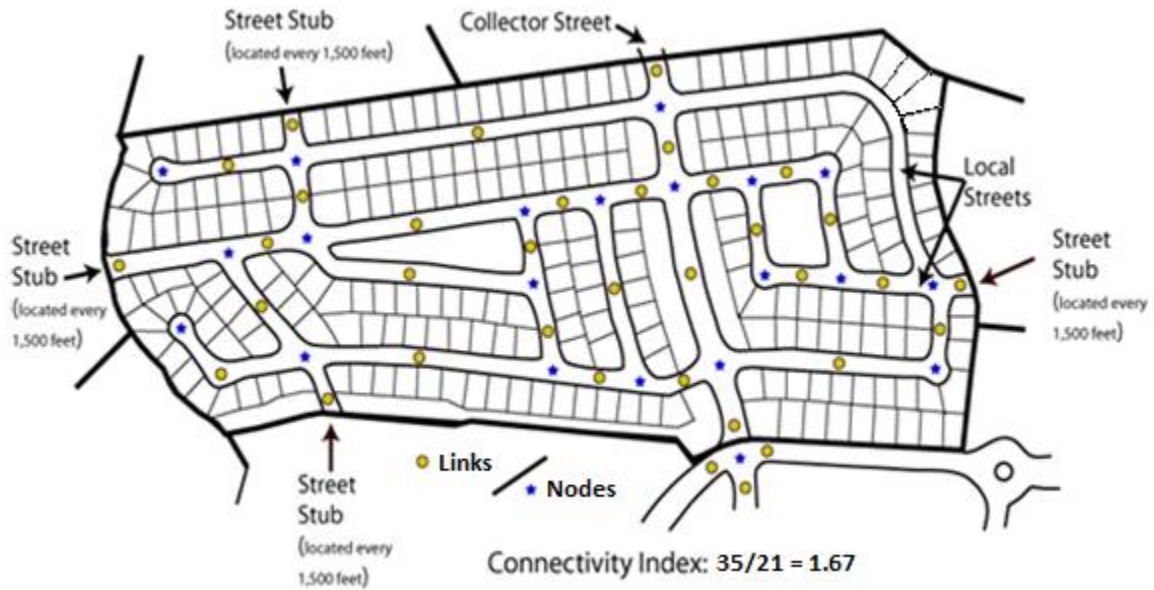 Street Stub
(located every 1,500 feet)
Collector Street
Local
Streets
Street
Stub
(located every
1,500 feet)
Street
Stub
(located every
1,500 feet)
Links
Nodes
Street
Stub
(located every
1,500 feet)
Connectivity Index: 35/21 = 1.67